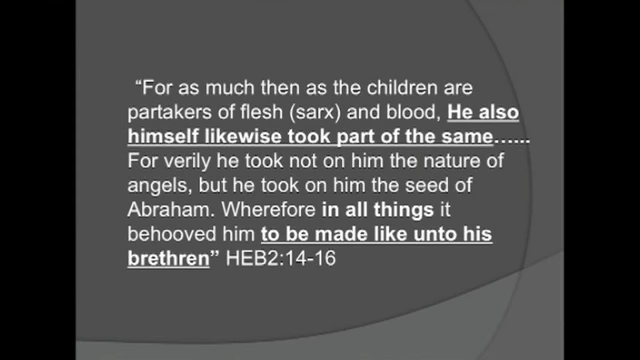 “For as much then as the children are
partakers of flesh (sarx) and blood, He also
himself likewise took part of the same…...
For verily he took not on him the nature of
angels, but he took on him the seed of
Abraham. Wherefore in all things it
behooved him to be made like unto his
brethren” HEB2:14-16